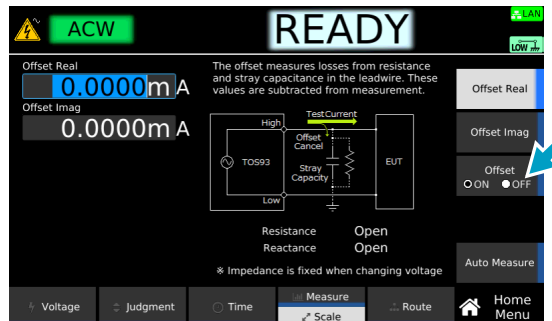 ACW
READY
LAN
LOW
Offset Real
0.0000m A
Offset Imag
0.0000m A
The offset measures losses from resistance
and stray capacitance in the leadwire. These
values are subtracted from measurement.
High
TestCurrent
Offset
Cancel
TOS93
Stray
Capacity
EUT
Low
Resistance Open
Reactance Open
※ Impedance is fixed when changing voltage
Offset Real
Offset Imag
Offset
ON OFF
Auto Measure
Voltage
Judgment
Time
Measure
Scale
Route
Home
Menu